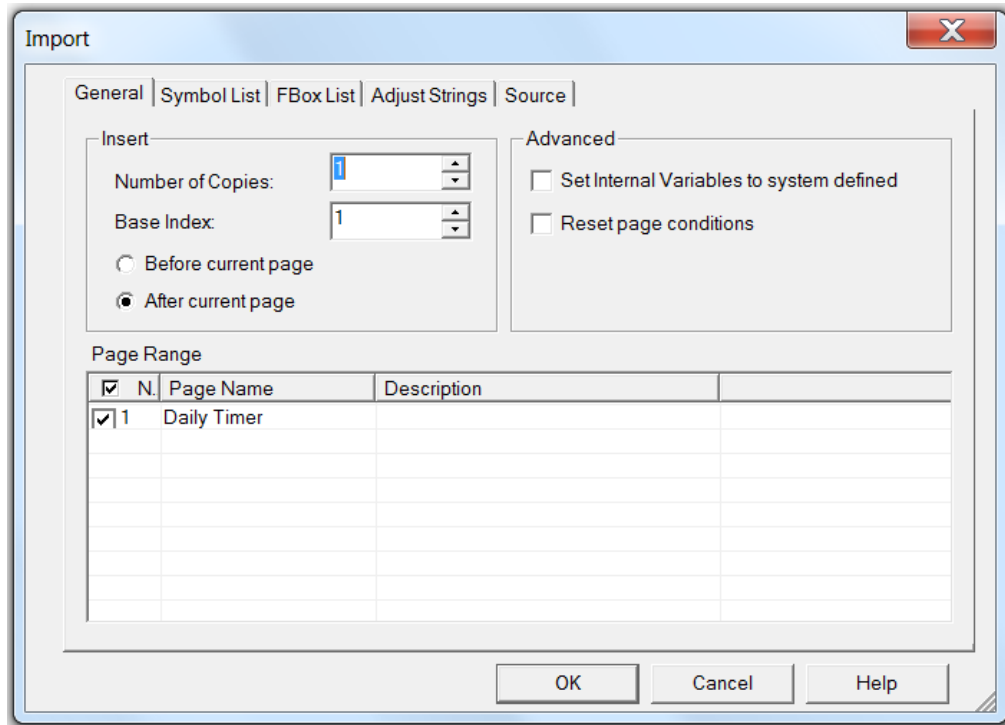 Import
General Symbol List FBox List Adjust Strings Source
Insert
Number of Copies: 1
Base Index: 1
Before current page
After current page
Advanced
Set Internal Variables to system defined
Reset page conditions
Page Range
N. Page Name Description
1 Daily Timer
OK Cancel Help